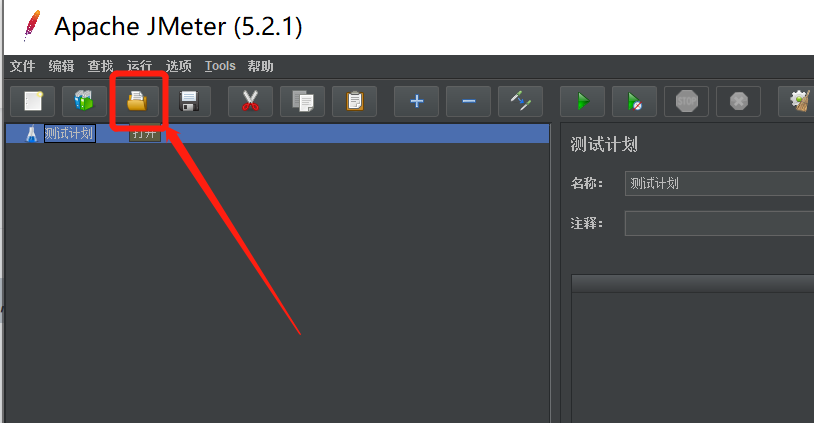 Apache JMeter (5.2.1)
文件 编辑 查找 运行 选项 Tools 帮助
STOP
测试计划 打开
测试计划
名称： 测试计划
注释：